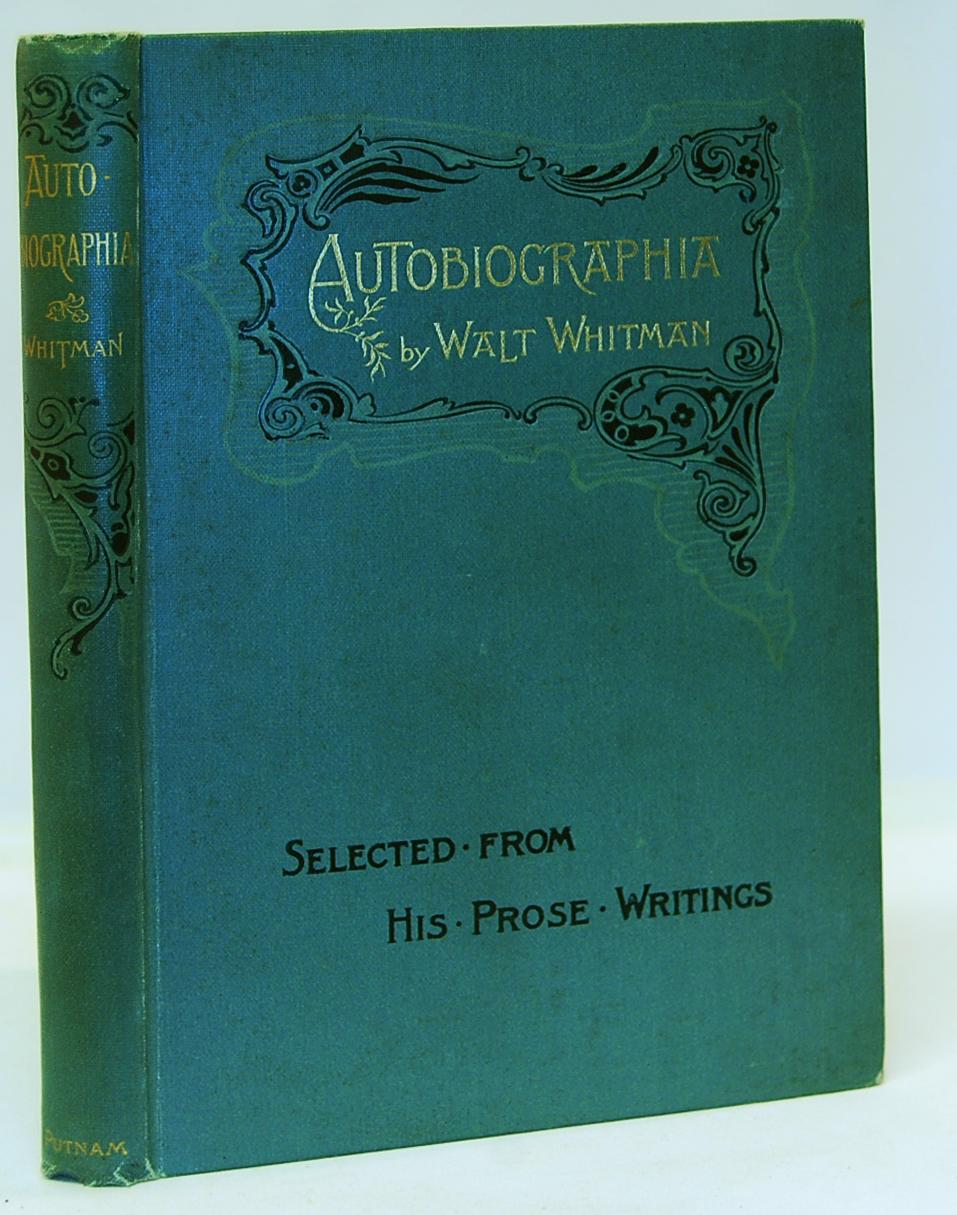 AUTO-
BIOGRAPHIA
WHITMAN
PUTNAM
AUTOBIOGRAPHIA
by WALT WHITMAN
SELECTED · FROM
HIS · PROSE · WRITINGS